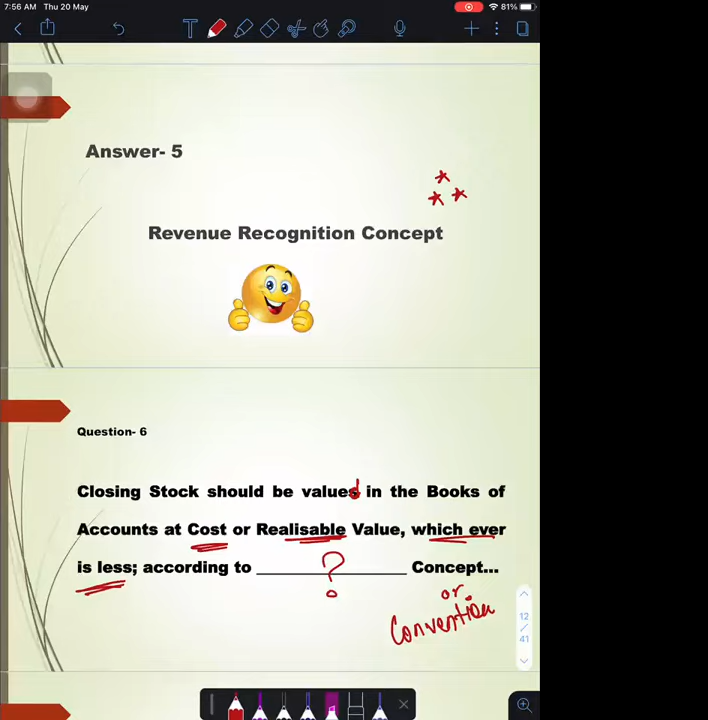 7:56 AM Thu 20 May
81%
Answer- 5
Revenue Recognition Concept
Question- 6
Closing Stock should be valued in the Books of
Accounts at Cost or Realisable Value, which ever
is less; according to ____________ Concept...
?
or
Convention
12
/
41